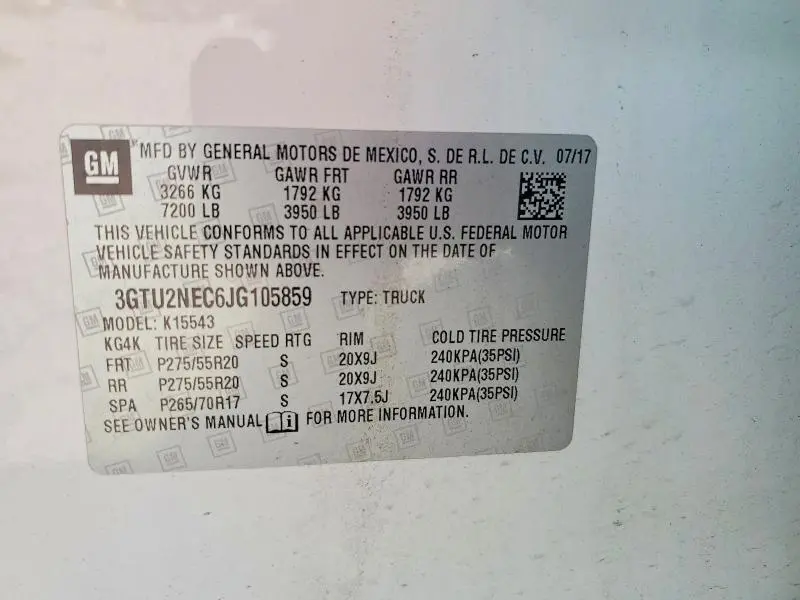 GM MFD BY GENERAL MOTORS DE MEXICO, S. DE R.L. DE C.V. 07/17
GVWR GAWR FRT GAWR RR
3266 KG 1792 KG 1792 KG
7200 LB 3950 LB 3950 LB
THIS VEHICLE CONFORMS TO ALL APPLICABLE U.S. FEDERAL MOTOR
VEHICLE SAFETY STANDARDS IN EFFECT ON THE DATE OF
MANUFACTURE SHOWN ABOVE.
3GTU2NEC6JG105859 TYPE: TRUCK
MODEL: K15543
KG4K TIRE SIZE SPEED RTG RIM COLD TIRE PRESSURE
FRT P275/55R20 S 20X9J 240KPA(35PSI)
RR P275/55R20 S 20X9J 240KPA(35PSI)
SPA P265/70R17 S 17X7.5J 240KPA(35PSI)
SEE OWNER'S MANUAL FOR MORE INFORMATION.